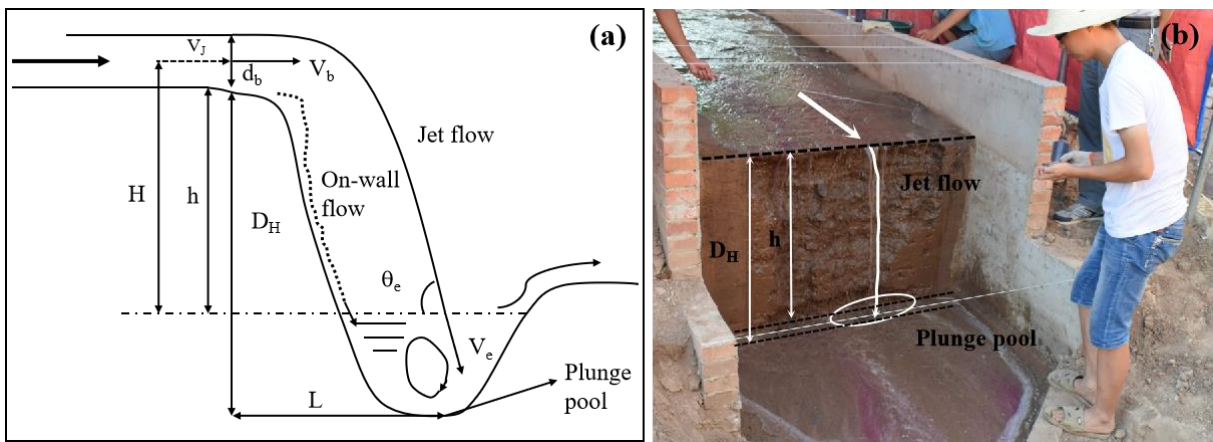 (a)
V_J
V_b
d_b
Jet flow
On-wall
flow
H
h
D_H
θ_e
V_e
L
Plunge
pool
(b)
Jet flow
D_H
h
Plunge pool